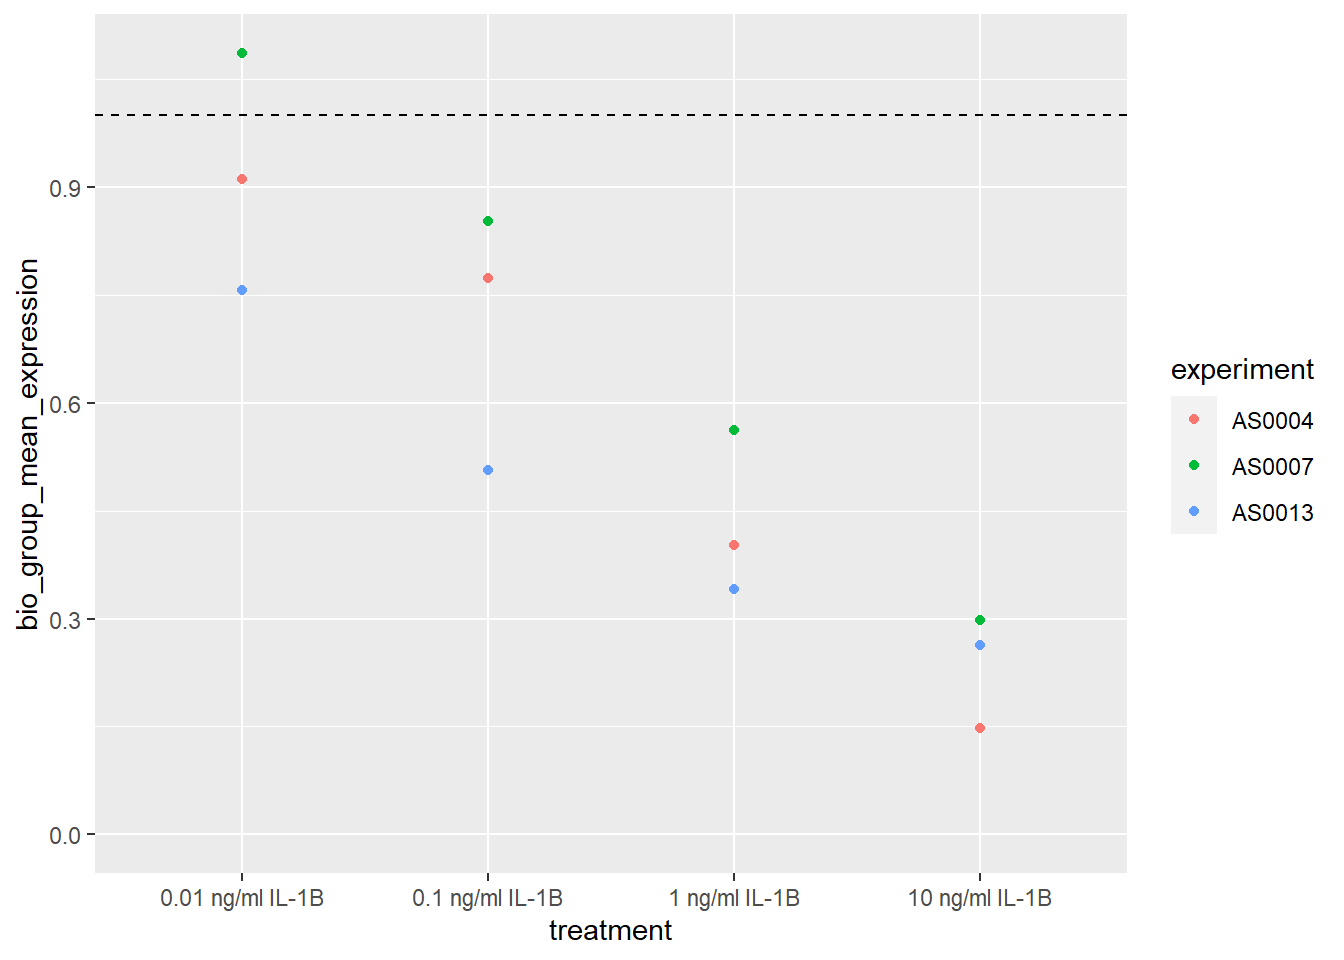 bio_group_mean_expression
0.9
0.6
0.3
0.0
0.01 ng/ml IL-1B
0.1 ng/ml IL-1B
1 ng/ml IL-1B
10 ng/ml IL-1B
treatment
experiment
AS0004
AS0007
AS0013